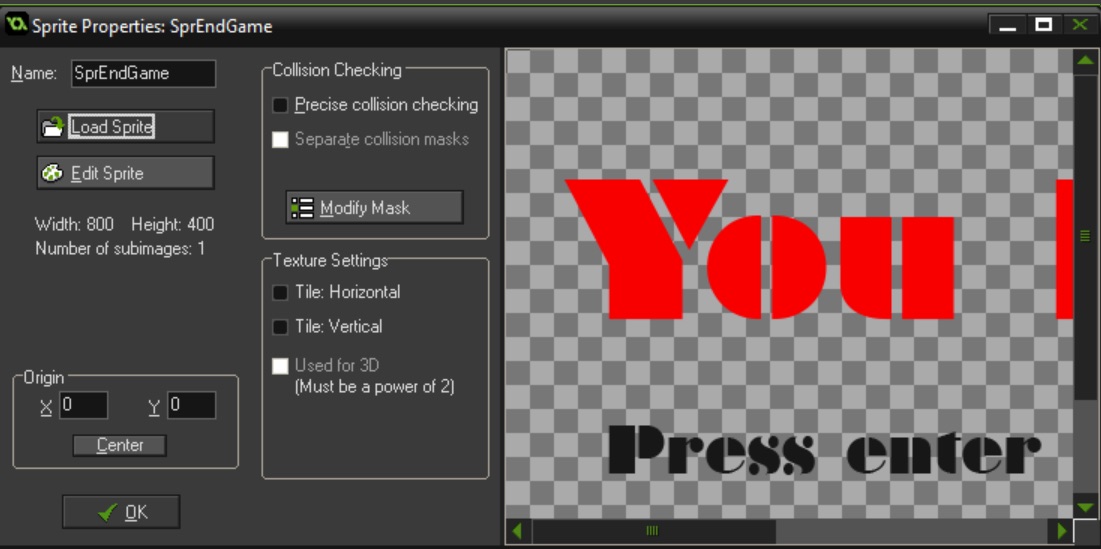 Sprite Properties: SprEndGame
Name: SprEndGame
Load Sprite
Edit Sprite
Width: 800 Height: 400
Number of subimages: 1
Origin
X 0 Y 0
Center
OK
Collision Checking
Precise collision checking
Separate collision masks
Modify Mask
Texture Settings
Tile: Horizontal
Tile: Vertical
Used for 3D
(Must be a power of 2)
You
Press enter